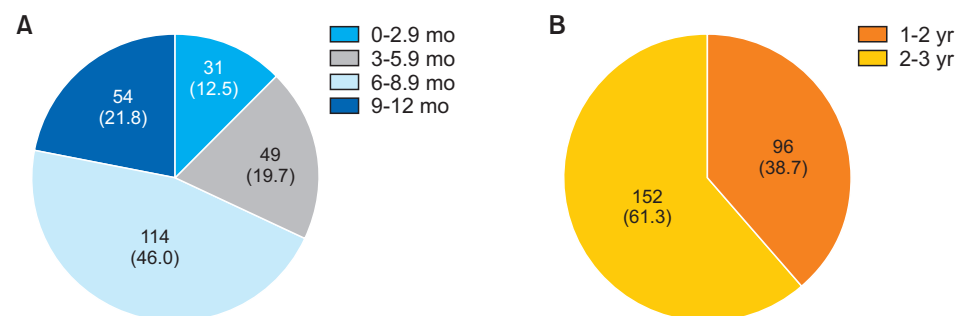 A
0-2.9 mo
3-5.9 mo
6-8.9 mo
9-12 mo
31
(12.5)
54
(21.8)
49
(19.7)
114
(46.0)
B
1-2 yr
2-3 yr
96
(38.7)
152
(61.3)